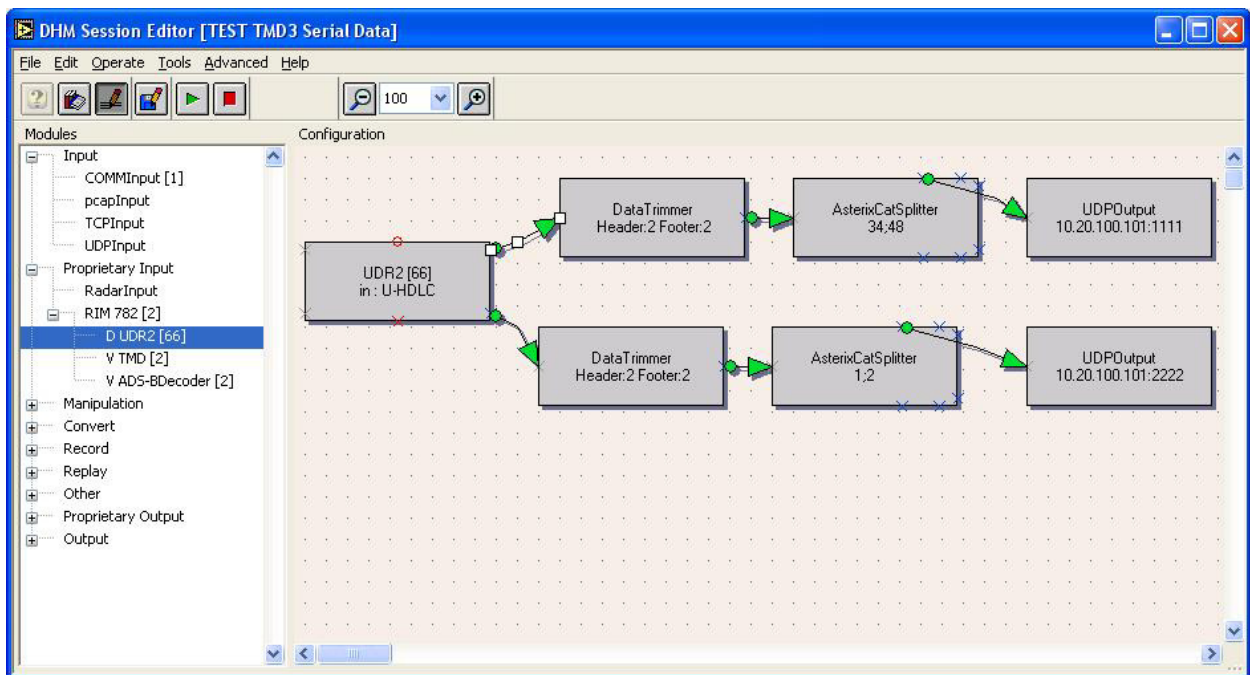 DHM Session Editor [TEST TMD3 Serial Data]
File Edit Operate Tools Advanced Help
100
Modules
Configuration
Input
COMMInput [1]
pcapInput
TCPInput
UDPInput
Proprietary Input
RadarInput
RIM 782 [2]
D UDR2 [66]
V TMD [2]
V ADS-BDecoder [2]
Manipulation
Convert
Record
Replay
Other
Proprietary Output
Output
UDR2 [66]
in : U-HDLC
DataTrimmer
Header:2 Footer:2
AsterixCatSplitter
34;48
UDPOutput
10.20.100.101:1111
DataTrimmer
Header:2 Footer:2
AsterixCatSplitter
1;2
UDPOutput
10.20.100.101:2222